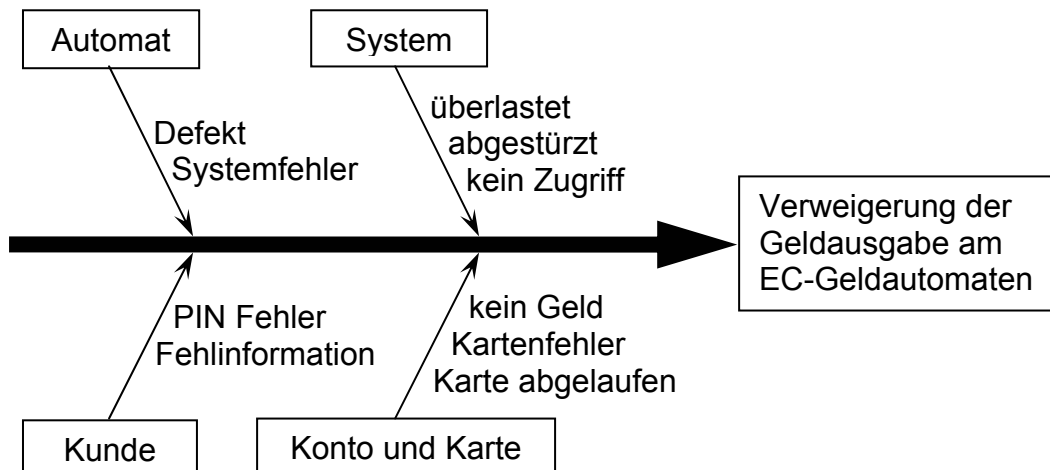 Automat
System
Defekt
Systemfehler
überlastet
abgestürzt
kein Zugriff
Verweigerung der
Geldausgabe am
EC-Geldautomaten
PIN Fehler
Fehlinformation
kein Geld
Kartenfehler
Karte abgelaufen
Kunde
Konto und Karte